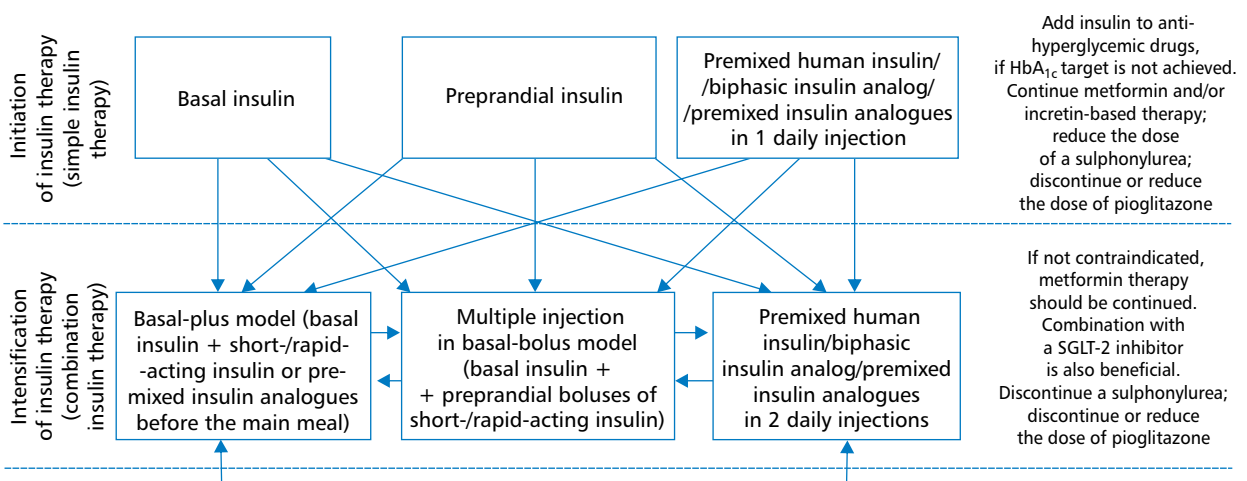 Initiation
of insulin therapy
(simple insulin
therapy)
Basal insulin
Preprandial insulin
Premixed human insulin/
/biphasic insulin analog/
/premixed insulin analogues
in 1 daily injection
Add insulin to anti-
hyperglycemic drugs,
if HbA1c target is not achieved.
Continue metformin and/or
incretin-based therapy;
reduce the dose
of a sulphonylurea;
discontinue or reduce
the dose of pioglitazone
Intensification
of insulin therapy
(combination
insulin therapy)
Basal-plus model (basal
insulin + short-/rapid-
-acting insulin or pre-
mixed insulin analogues
before the main meal)
Multiple injection
in basal-bolus model
(basal insulin +
+ preprandial boluses of
short-/rapid-acting insulin)
Premixed human
insulin/biphasic
insulin analog/premixed
insulin analogues
in 2 daily injections
If not contraindicated,
metformin therapy
should be continued.
Combination with
a SGLT-2 inhibitor
is also beneficial.
Discontinue a sulphonylurea;
discontinue or reduce
the dose of pioglitazone